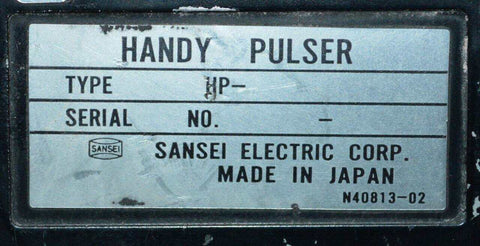 HANDY PULSER
TYPE HP-
SERIAL NO. -
SANSEI SANSEI ELECTRIC CORP.
MADE IN JAPAN
N40813-02